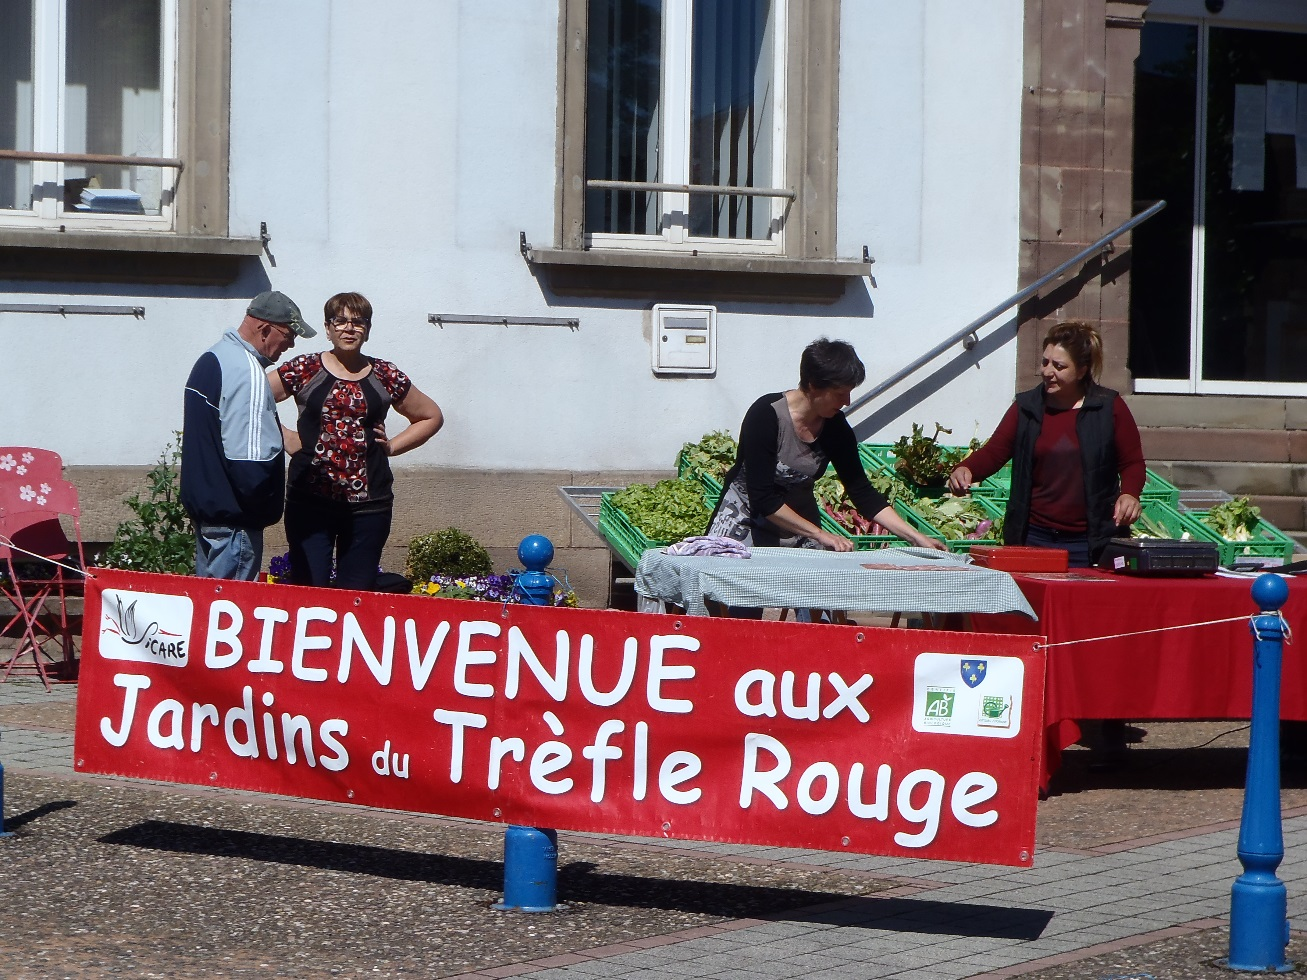 BIENVENUE aux
Jardins du Trèfle Rouge
iCARE
AB